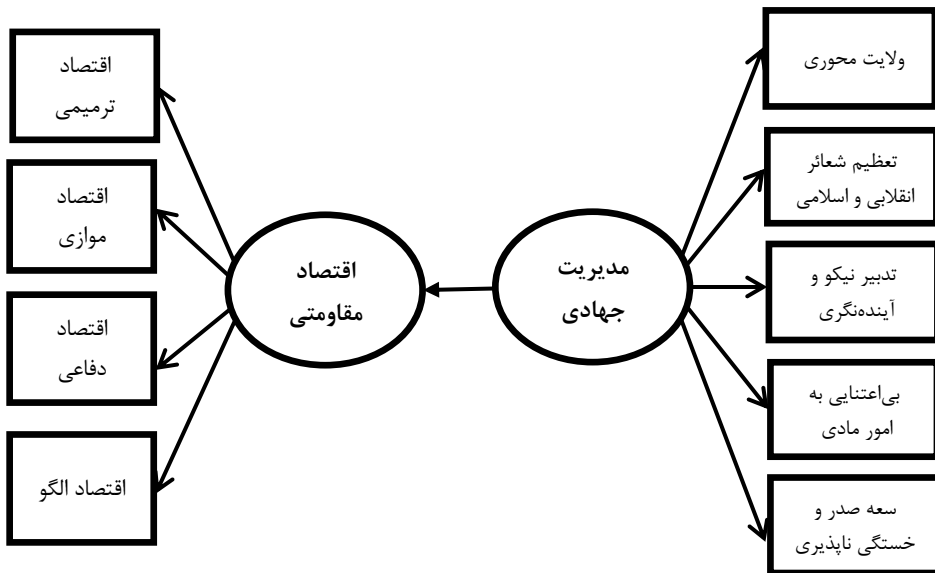 ولایت محوری
تعظیم شعائر
انقلابی و اسلامی
تدبیر نیکو و
آینده‌نگری
بی‌اعتنایی به
امور مادی
سعه صدر و
خستگی ناپذیری
مدیریت
جهادی
اقتصاد
مقاومتی
اقتصاد
ترمیمی
اقتصاد
موازی
اقتصاد
دفاعی
اقتصاد الگو